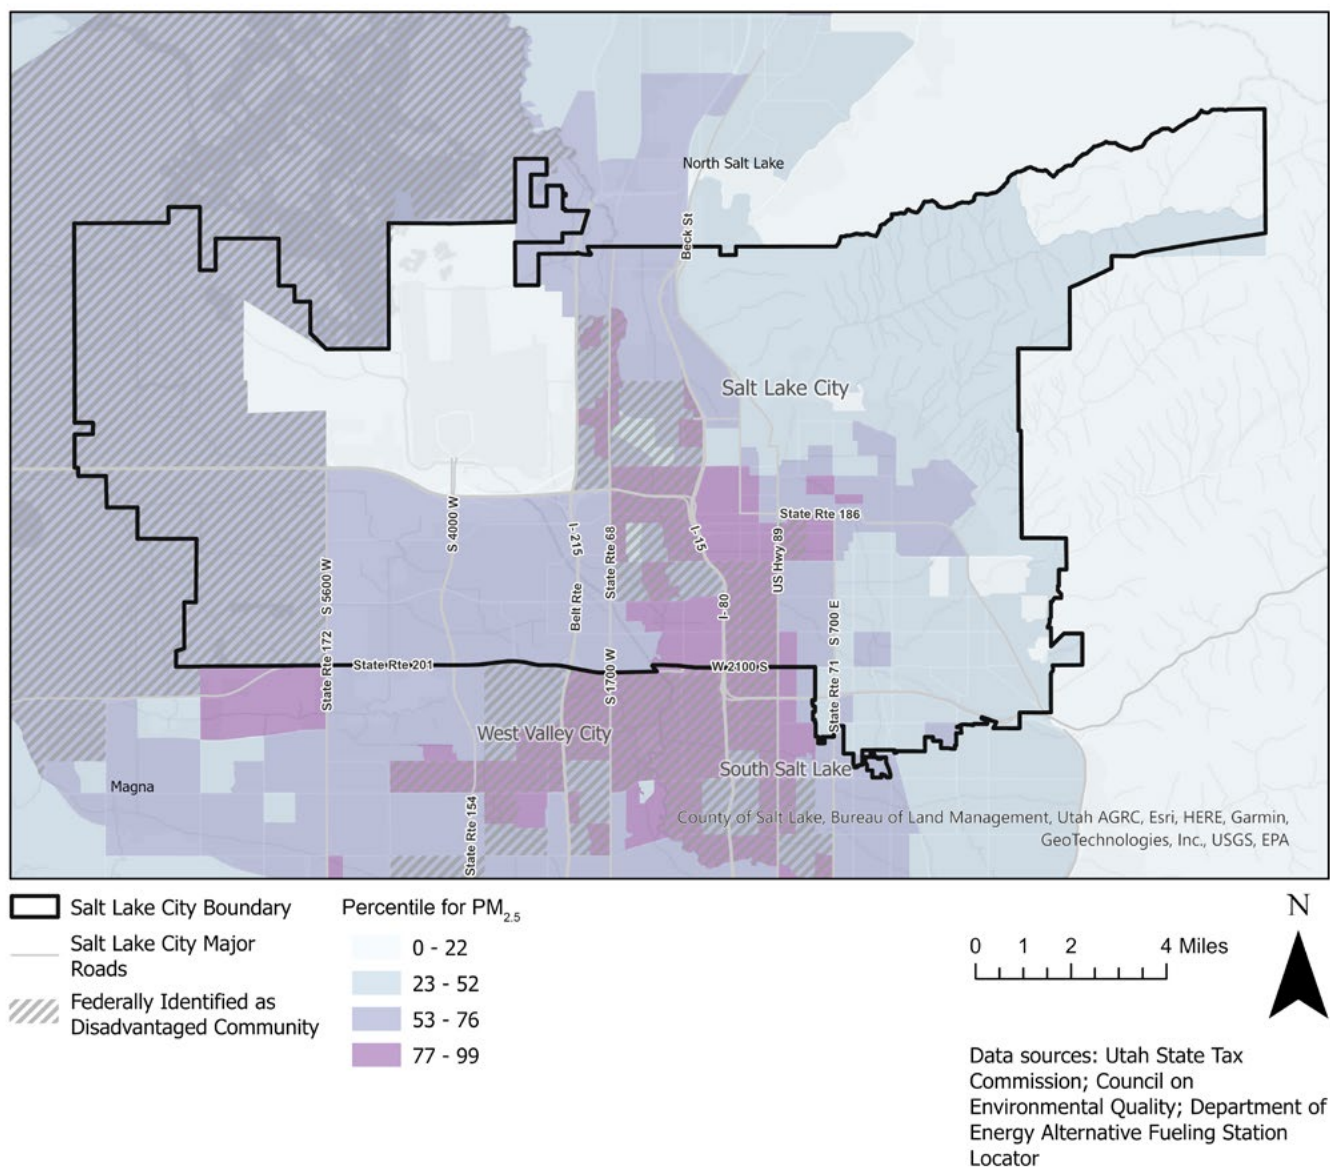 North Salt Lake
Beck St
Salt Lake City
State Rte 186
S 4000 W
I-215
State Rte 68
I-15
US Hwy 89
S 5600 W
Belt Rte
I-80
S 700 E
State Rte 172
State Rte 201
S 1700 W
W 2100 S
State Rte 71
West Valley City
South Salt Lake
Magna
State Rte 154
County of Salt Lake, Bureau of Land Management, Utah AGRC, Esri, HERE, Garmin,
GeoTechnologies, Inc., USGS, EPA
Salt Lake City Boundary
Salt Lake City Major
Roads
Federally Identified as
Disadvantaged Community
Percentile for PM2.5
0 - 22
23 - 52
53 - 76
77 - 99
N
0 1 2 4 Miles
Data sources: Utah State Tax
Commission; Council on
Environmental Quality; Department of
Energy Alternative Fueling Station
Locator